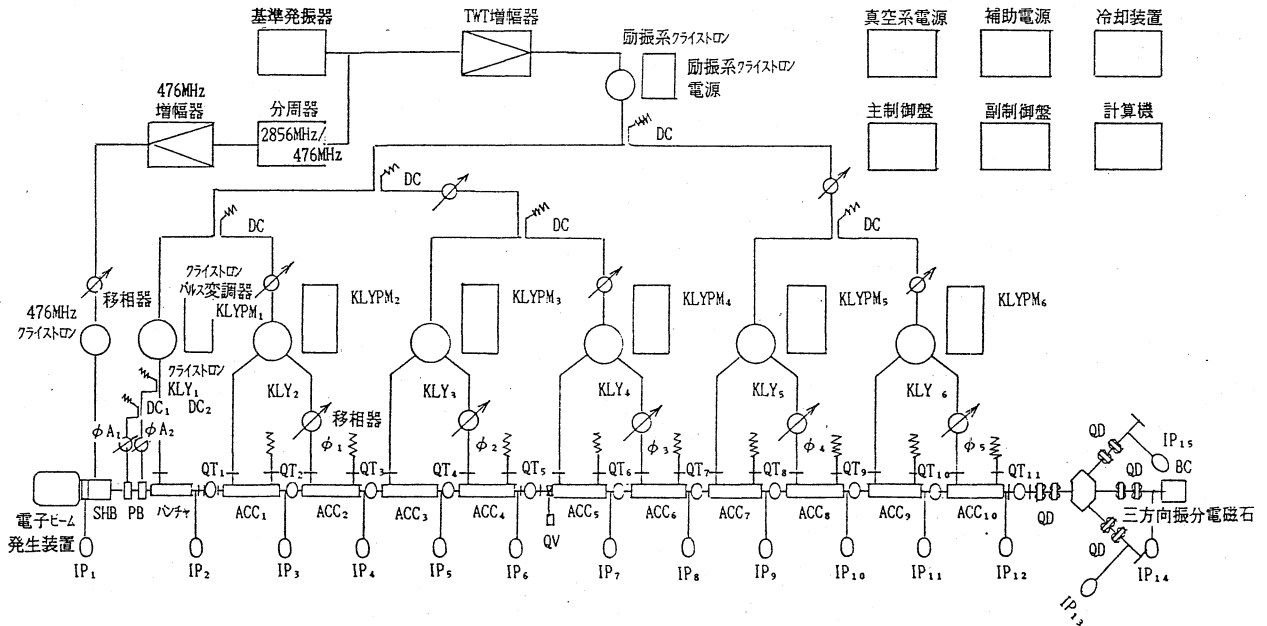 基準発振器
TWT増幅器
励振系クライストロン
励振系クライストロン
電源
真空系電源
補助電源
冷却装置
主制御盤
副制御盤
計算機
476MHz
増幅器
分周器
2856MHz/
476MHz
DC
DC
DC
DC
DC
移相器
476MHz
クライストロン
クライストロン
パルス変調器
KLYPM1
KLYPM2
KLYPM3
KLYPM4
KLYPM5
KLYPM6
クライストロン
KLY1
KLY2
KLY3
KLY4
KLY5
KLY6
DC1
DC2
φA1
φA2
移相器
φ1
φ2
φ3
φ4
φ5
QT1
QT2
QT3
QT4
QT5
QT6
QT7
QT8
QT9
QT10
QT11
QD
QD
QD
QD
IP15
BC
電子ビーム
発生装置
SHB
PB
バンチャ
ACC1
ACC2
ACC3
ACC4
QV
ACC5
ACC6
ACC7
ACC8
ACC9
ACC10
三方向振分電磁石
IP1
IP2
IP3
IP4
IP5
IP6
IP7
IP8
IP9
IP10
IP11
IP12
IP13
IP14